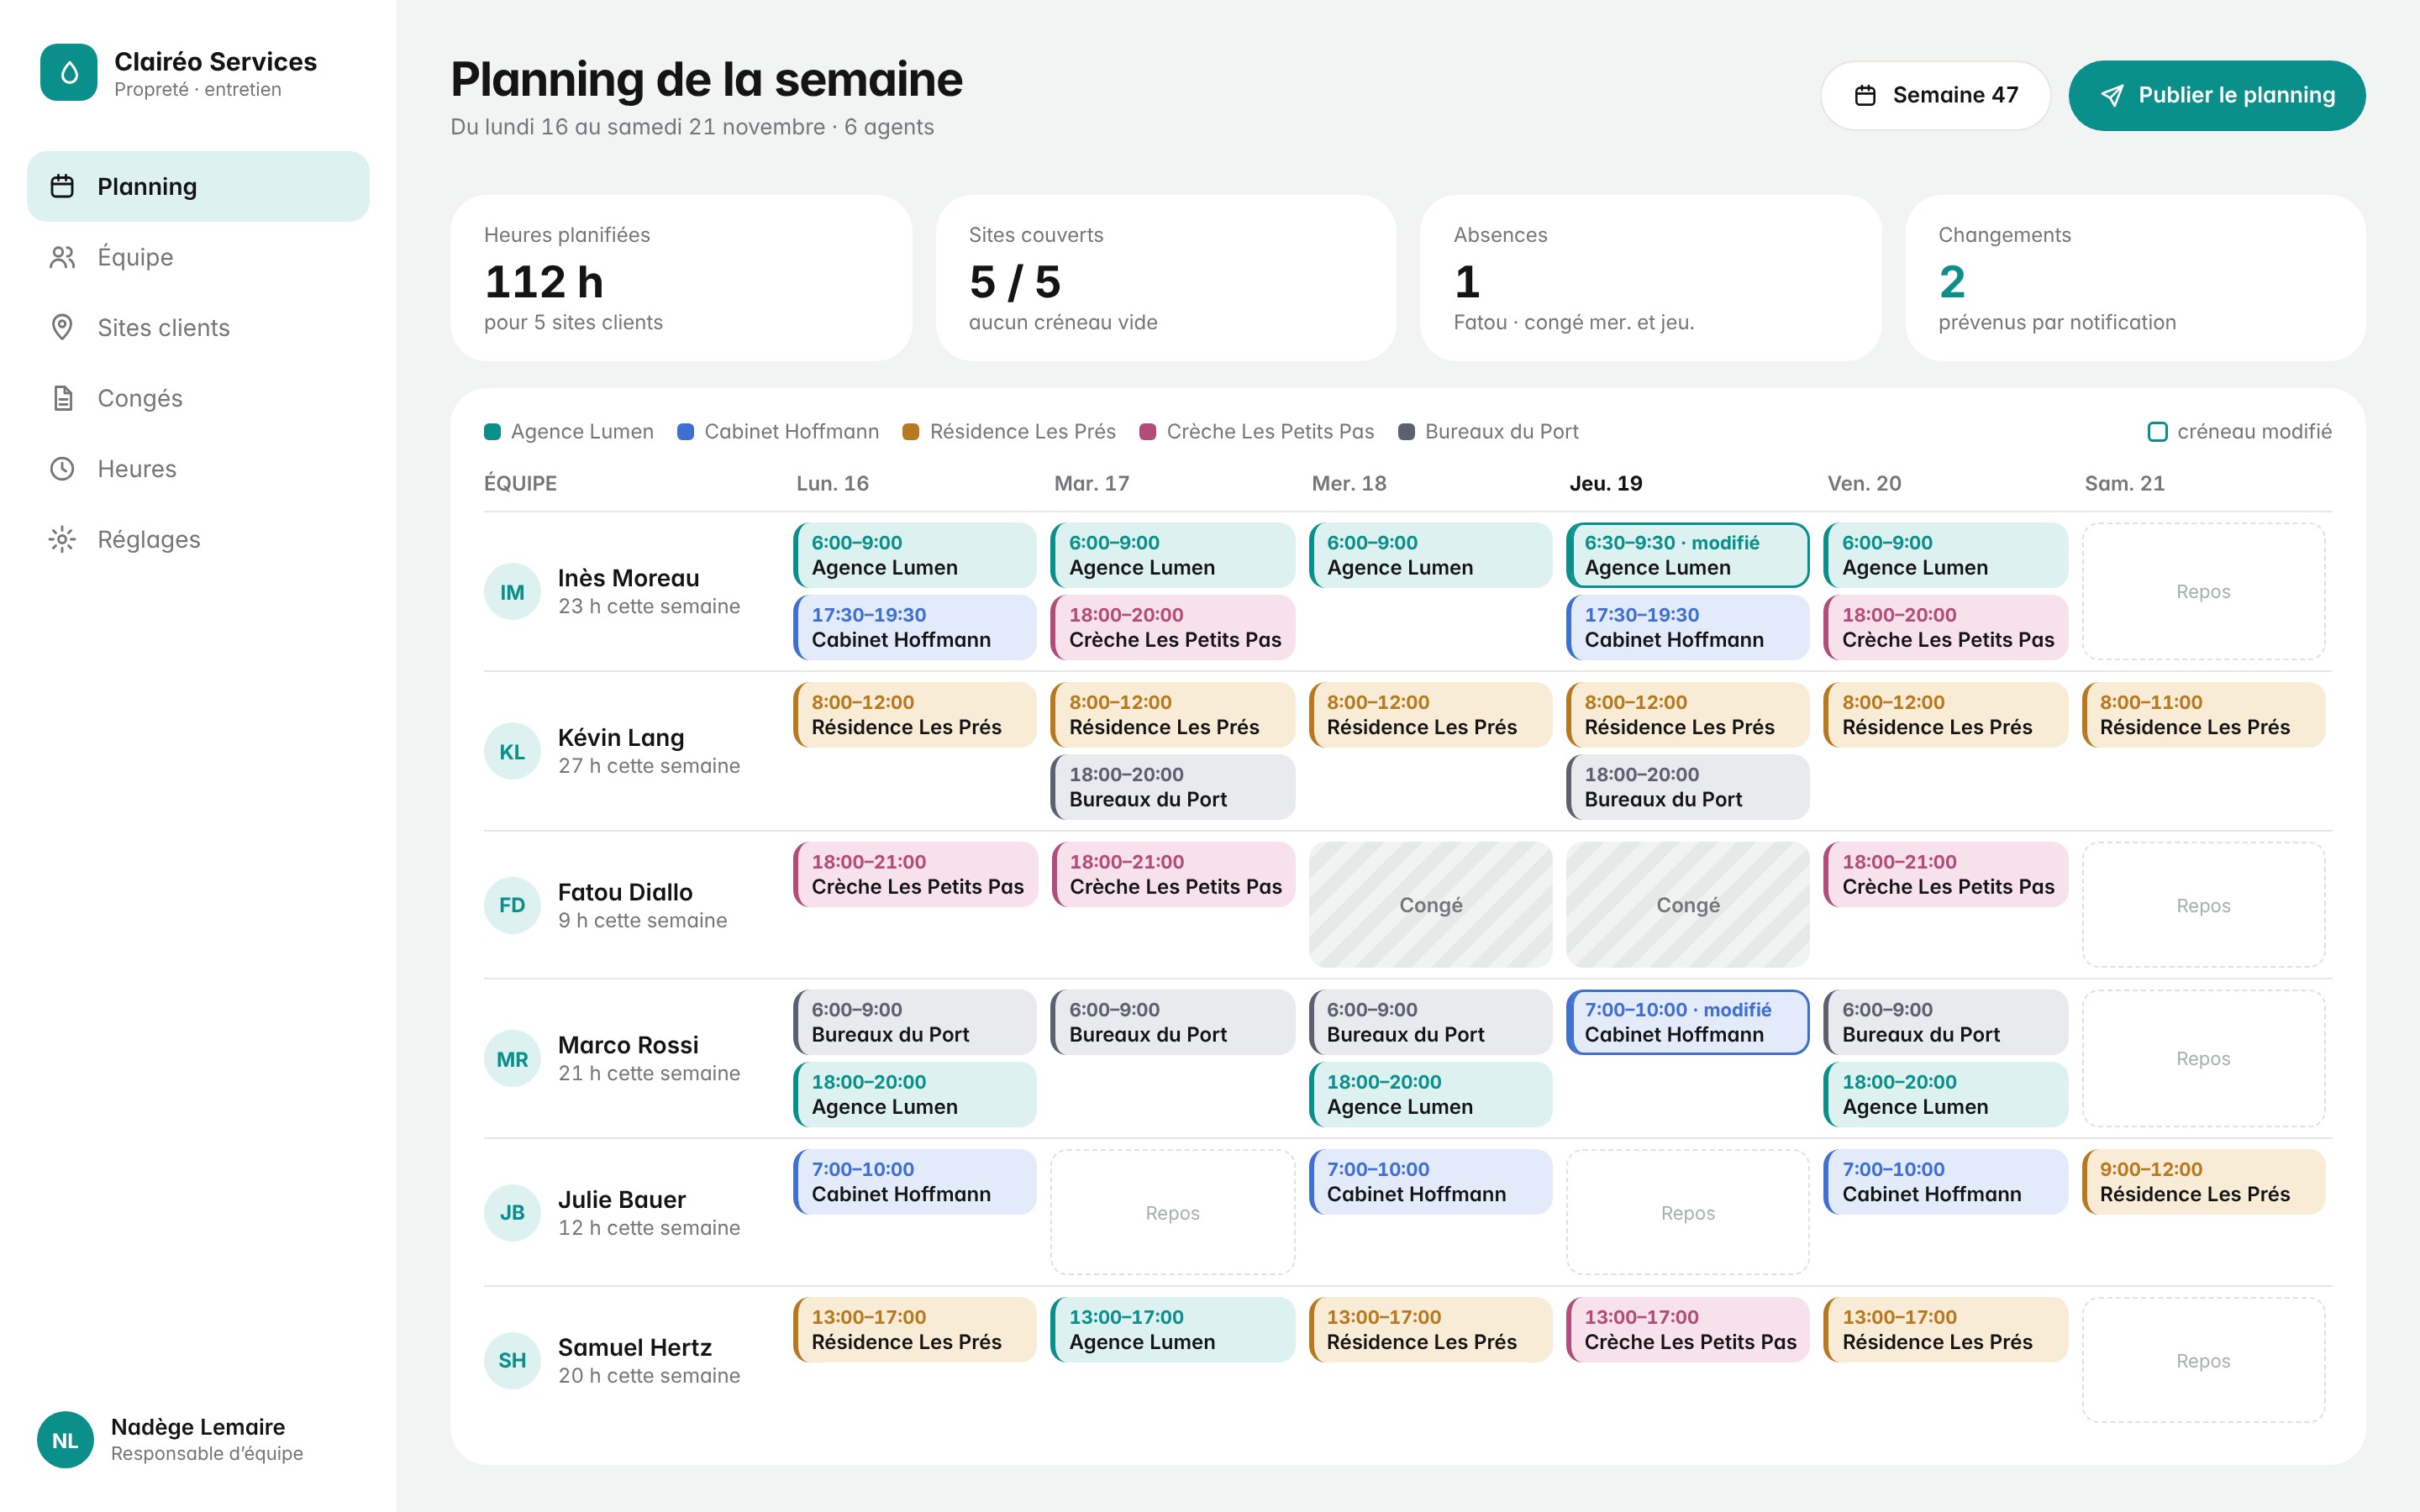 Clairéo Services
Propreté · entretien
Planning
Équipe
Sites clients
Congés
Heures
Réglages
NL
Nadège Lemaire
Responsable d’équipe
Planning de la semaine
Du lundi 16 au samedi 21 novembre · 6 agents
Semaine 47
Publier le planning
Heures planifiées
112 h
pour 5 sites clients
Sites couverts
5 / 5
aucun créneau vide
Absences
1
Fatou · congé mer. et jeu.
Changements
2
prévenus par notification
Agence Lumen Cabinet Hoffmann Résidence Les Prés Crèche Les Petits Pas Bureaux du Port créneau modifié
ÉQUIPE Lun. 16 Mar. 17 Mer. 18 Jeu. 19 Ven. 20 Sam. 21
IM
Inès Moreau
23 h cette semaine
6:00–9:00
Agence Lumen
17:30–19:30
Cabinet Hoffmann
6:00–9:00
Agence Lumen
18:00–20:00
Crèche Les Petits Pas
6:00–9:00
Agence Lumen
6:30–9:30 · modifié
Agence Lumen
17:30–19:30
Cabinet Hoffmann
6:00–9:00
Agence Lumen
18:00–20:00
Crèche Les Petits Pas
Repos
KL
Kévin Lang
27 h cette semaine
8:00–12:00
Résidence Les Prés
8:00–12:00
Résidence Les Prés
18:00–20:00
Bureaux du Port
8:00–12:00
Résidence Les Prés
8:00–12:00
Résidence Les Prés
18:00–20:00
Bureaux du Port
8:00–12:00
Résidence Les Prés
8:00–11:00
Résidence Les Prés
FD
Fatou Diallo
9 h cette semaine
18:00–21:00
Crèche Les Petits Pas
18:00–21:00
Crèche Les Petits Pas
Congé
Congé
18:00–21:00
Crèche Les Petits Pas
Repos
MR
Marco Rossi
21 h cette semaine
6:00–9:00
Bureaux du Port
18:00–20:00
Agence Lumen
6:00–9:00
Bureaux du Port
6:00–9:00
Bureaux du Port
18:00–20:00
Agence Lumen
7:00–10:00 · modifié
Cabinet Hoffmann
6:00–9:00
Bureaux du Port
18:00–20:00
Agence Lumen
Repos
JB
Julie Bauer
12 h cette semaine
7:00–10:00
Cabinet Hoffmann
Repos
7:00–10:00
Cabinet Hoffmann
Repos
7:00–10:00
Cabinet Hoffmann
9:00–12:00
Résidence Les Prés
SH
Samuel Hertz
20 h cette semaine
13:00–17:00
Résidence Les Prés
13:00–17:00
Agence Lumen
13:00–17:00
Résidence Les Prés
13:00–17:00
Crèche Les Petits Pas
13:00–17:00
Résidence Les Prés
Repos